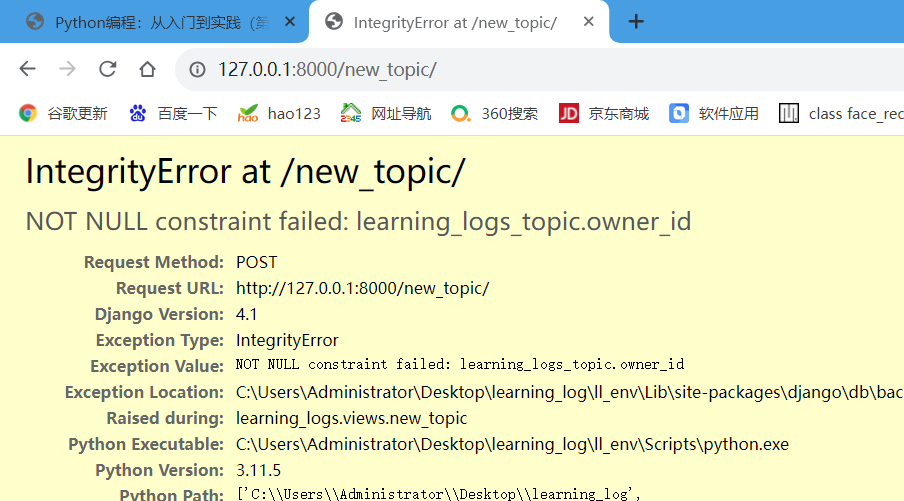 Python编程：从入门到实践（第
IntegrityError at /new_topic/
127.0.0.1:8000/new_topic/
谷歌更新 百度一下 hao123 网址导航 360搜索 京东商城 软件应用 class face_rec
IntegrityError at /new_topic/
NOT NULL constraint failed: learning_logs_topic.owner_id
Request Method: POST
Request URL: http://127.0.0.1:8000/new_topic/
Django Version: 4.1
Exception Type: IntegrityError
Exception Value: NOT NULL constraint failed: learning_logs_topic.owner_id
Exception Location: C:\Users\Administrator\Desktop\learning_log\ll_env\Lib\site-packages\django\db\bac
Raised during: learning_logs.views.new_topic
Python Executable: C:\Users\Administrator\Desktop\learning_log\ll_env\Scripts\python.exe
Python Version: 3.11.5
Python Path: ['C:\\Users\\Administrator\\Desktop\\learning_log',